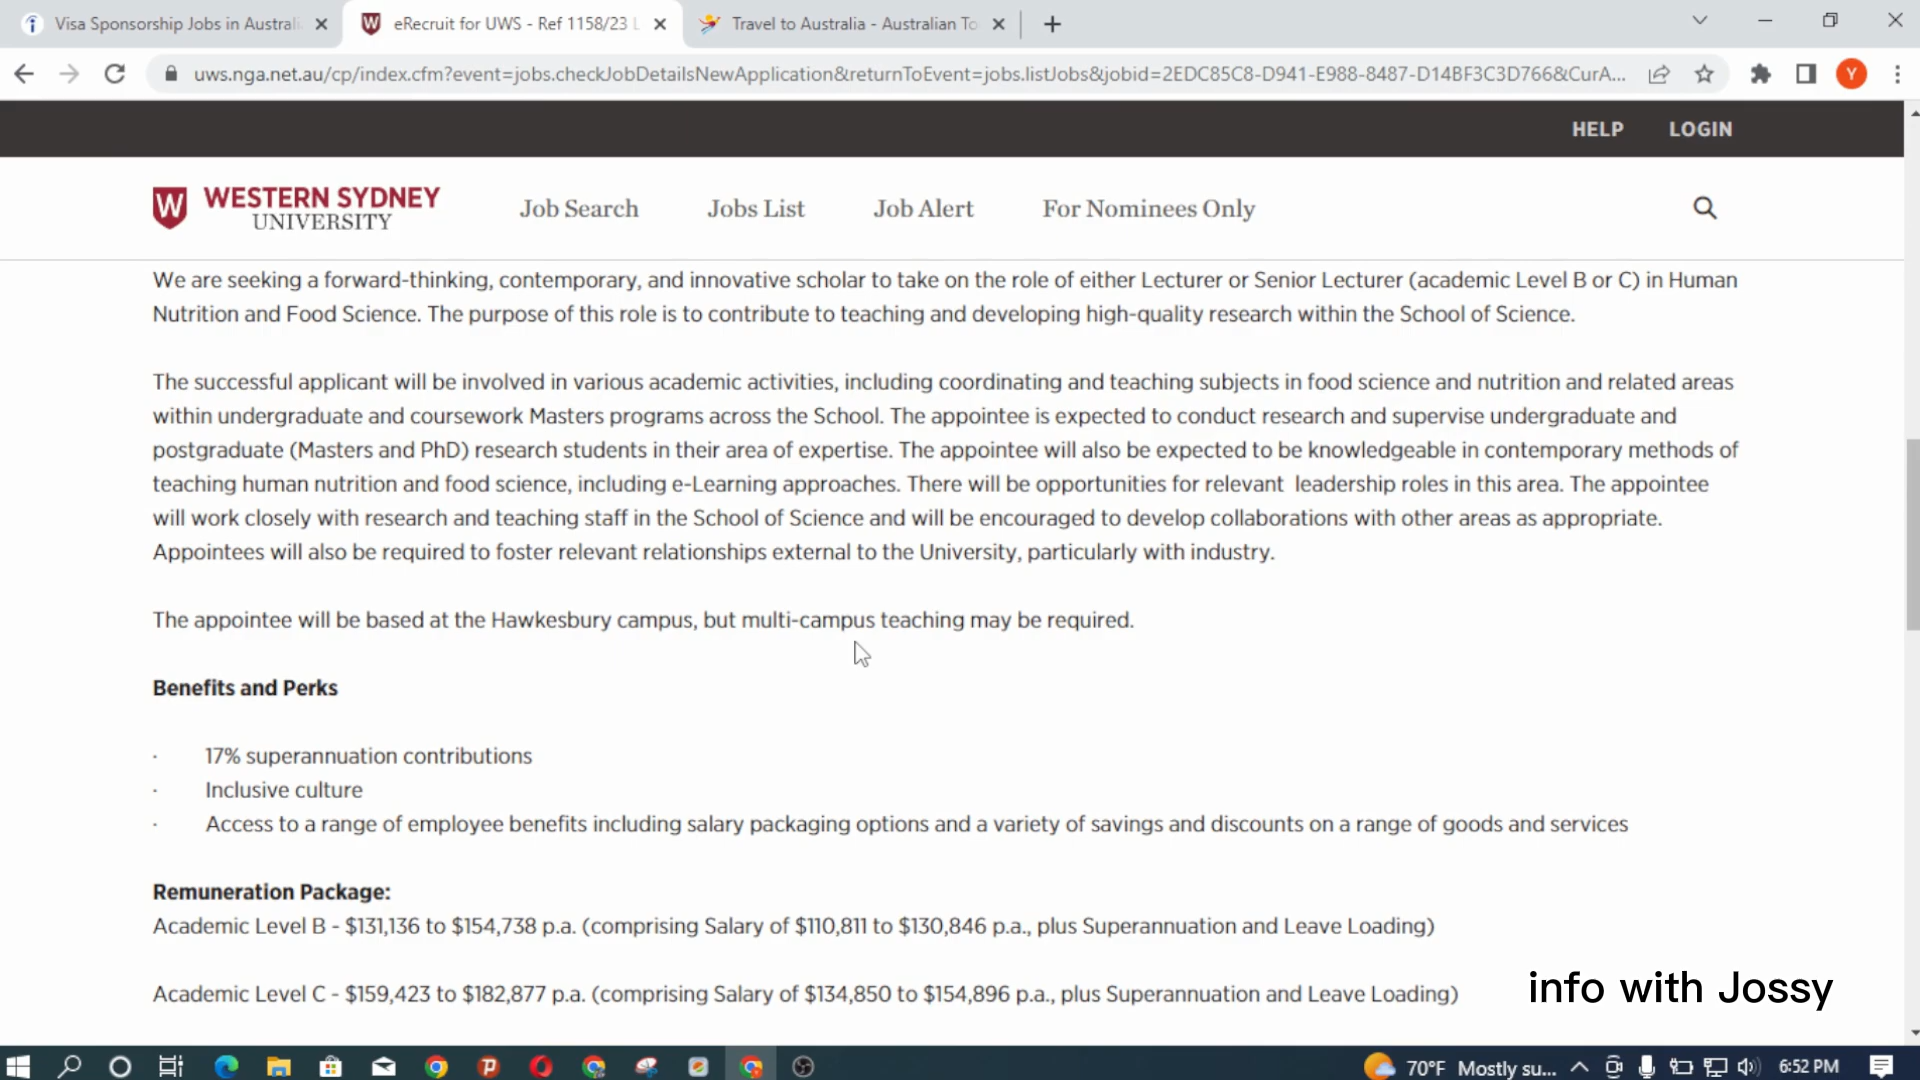 Visa Sponsorship Jobs in Australi
eRecruit for UWS - Ref 1158/23 L
Travel to Australia - Australian To
uws.nga.net.au/cp/index.cfm?event=jobs.checkJobDetailsNewApplication&returnToEvent=jobs.listJobs&jobid=2EDC85C8-D941-E988-8487-D14BF3C3D766&CurA...
Y
HELP
LOGIN
W
WESTERN SYDNEY
UNIVERSITY
Job Search
Jobs List
Job Alert
For Nominees Only
We are seeking a forward-thinking, contemporary, and innovative scholar to take on the role of either Lecturer or Senior Lecturer (academic Level B or C) in Human
Nutrition and Food Science. The purpose of this role is to contribute to teaching and developing high-quality research within the School of Science.
The successful applicant will be involved in various academic activities, including coordinating and teaching subjects in food science and nutrition and related areas
within undergraduate and coursework Masters programs across the School. The appointee is expected to conduct research and supervise undergraduate and
postgraduate (Masters and PhD) research students in their area of expertise. The appointee will also be expected to be knowledgeable in contemporary methods of
teaching human nutrition and food science, including e-Learning approaches. There will be opportunities for relevant leadership roles in this area. The appointee
will work closely with research and teaching staff in the School of Science and will be encouraged to develop collaborations with other areas as appropriate.
Appointees will also be required to foster relevant relationships external to the University, particularly with industry.
The appointee will be based at the Hawkesbury campus, but multi-campus teaching may be required.
Benefits and Perks
· 17% superannuation contributions
· Inclusive culture
· Access to a range of employee benefits including salary packaging options and a variety of savings and discounts on a range of goods and services
Remuneration Package:
Academic Level B - $131,136 to $154,738 p.a. (comprising Salary of $110,811 to $130,846 p.a., plus Superannuation and Leave Loading)
Academic Level C - $159,423 to $182,877 p.a. (comprising Salary of $134,850 to $154,896 p.a., plus Superannuation and Leave Loading)
info with Jossy
70°F Mostly su...
6:52 PM